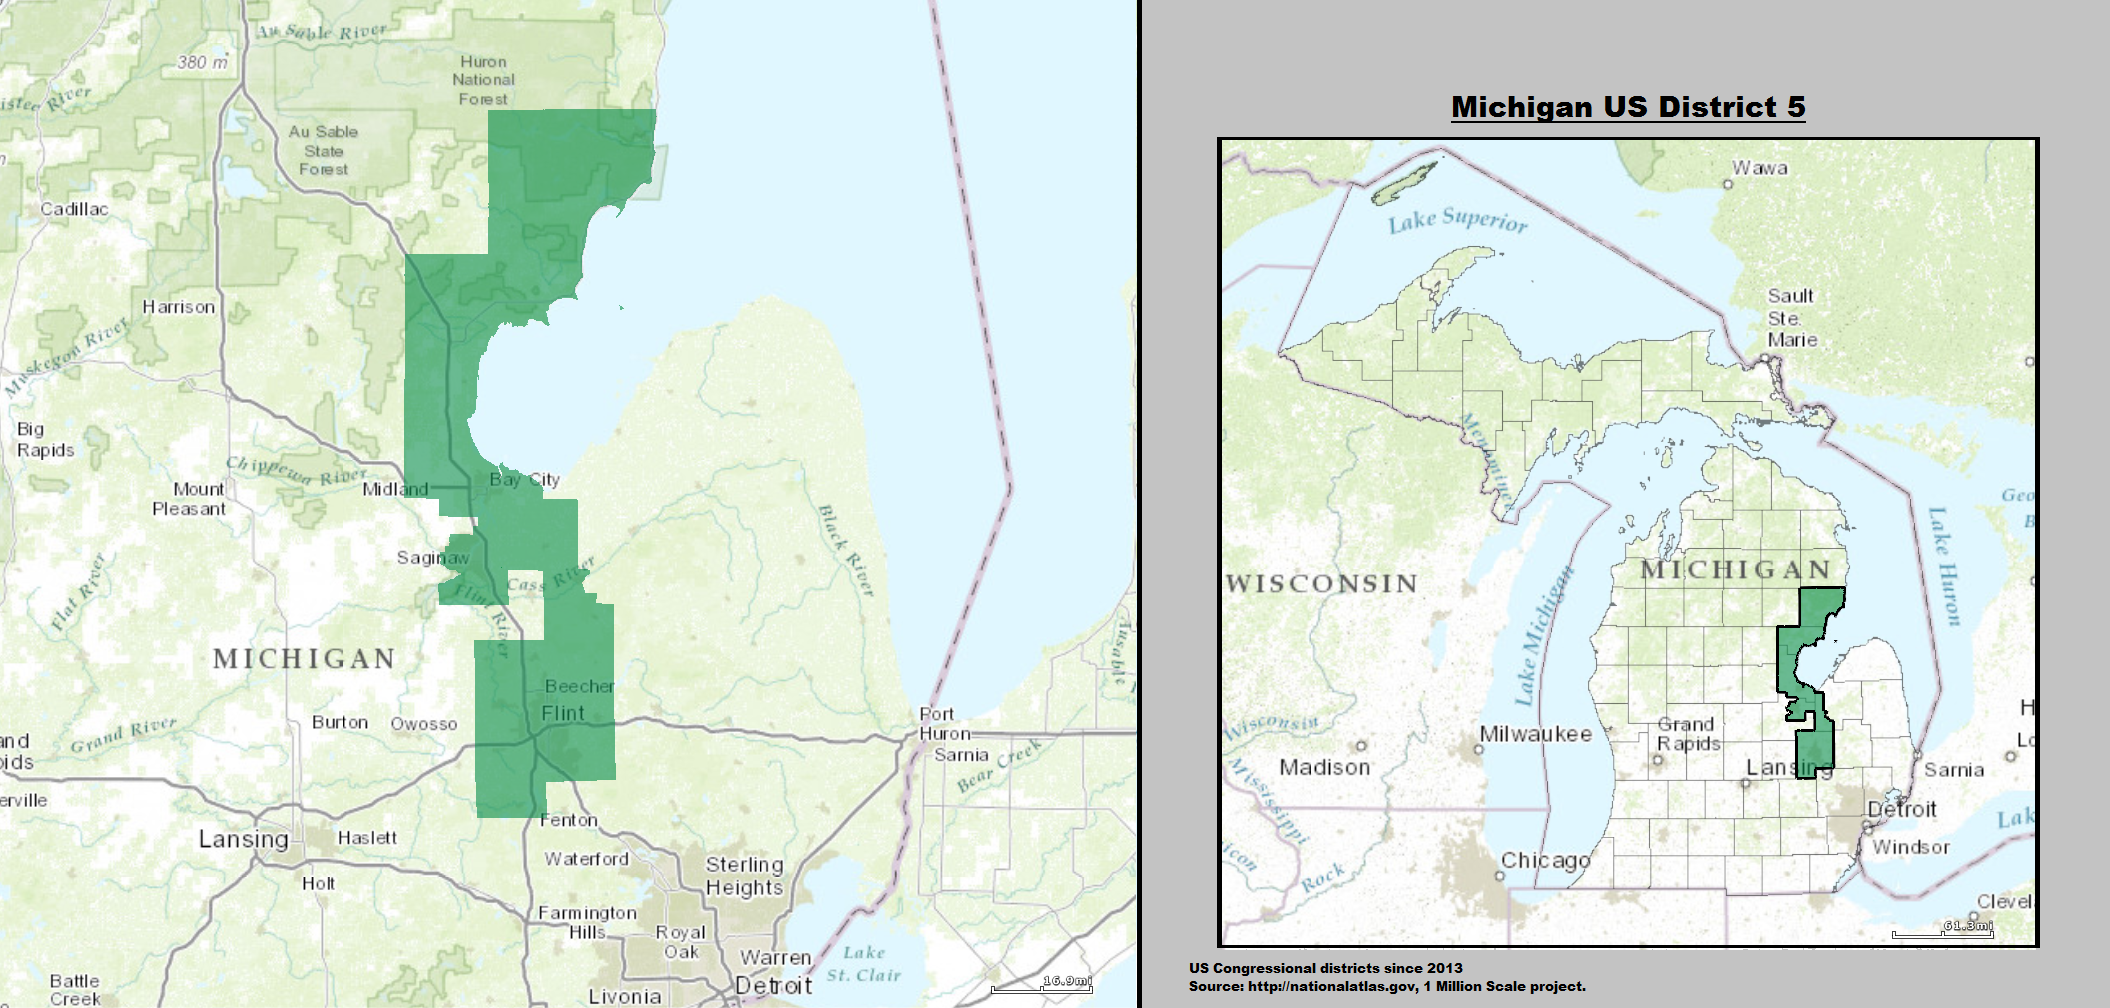 Au Sable River
380 m
Huron
National
Forest
istee River
Au Sable
State
Forest
Cadillac
Harrison
Muskegon River
Big
Rapids
Chippewa River
Mount
Pleasant
Midland
Bay City
Black River
Saginaw
Cass River
Flint River
Flat River
MICHIGAN
Beecher
Flint
Ausable
Grand River
Burton
Owosso
Port
Huron
Sarnia
Bear Creek
and
pids
erville
Lansing
Haslett
Fenton
Waterford
Sterling
Heights
Holt
Farmington
Hills
Royal
Oak
Warren
Detroit
Lake
St. Clair
Battle
Creek
Livonia
16.9mi
Michigan US District 5
Wawa
Lake Superior
Sault
Ste.
Marie
Menominee
Geo
B
Lake Huron
MICHIGAN
WISCONSIN
Lake Michigan
H
Lo
Wisconsin
Milwaukee
Grand
Rapids
Madison
Lansing
Sarnia
Mississippi
Detroit
Lak
Windsor
icon
Rock
Chicago
Clevel
61.3mi
US Congressional districts since 2013
Source: http://nationalatlas.gov, 1 Million Scale project.